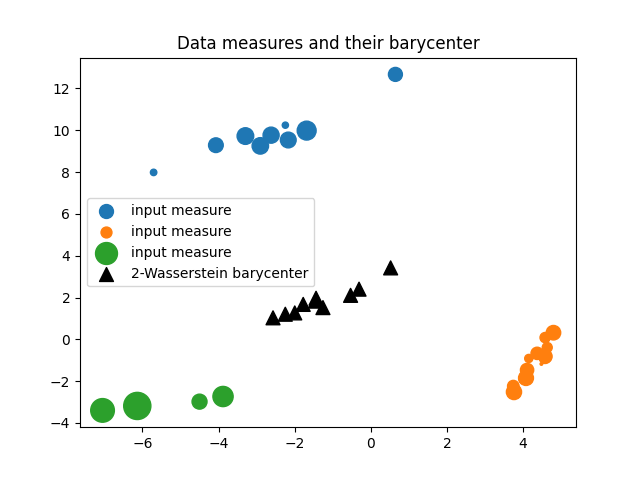 Data measures and their barycenter
12
10
8
6
4
2
0
−2
−4
input measure
input measure
input measure
2-Wasserstein barycenter
−6 −4 −2 0 2 4